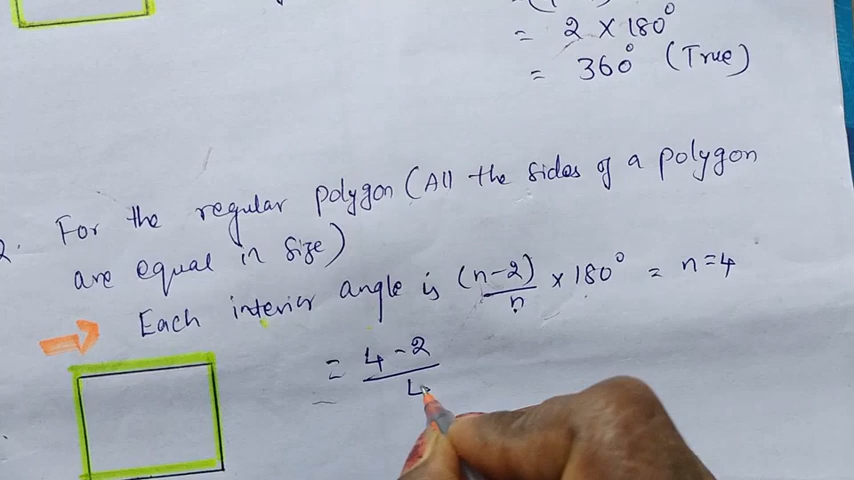 = 2 × 180°
= 360° (True)
2. For the regular polygon (All the sides of a polygon
are equal in size)
Each interior angle is (n-2)/n × 180° = n=4
= 4-2/4